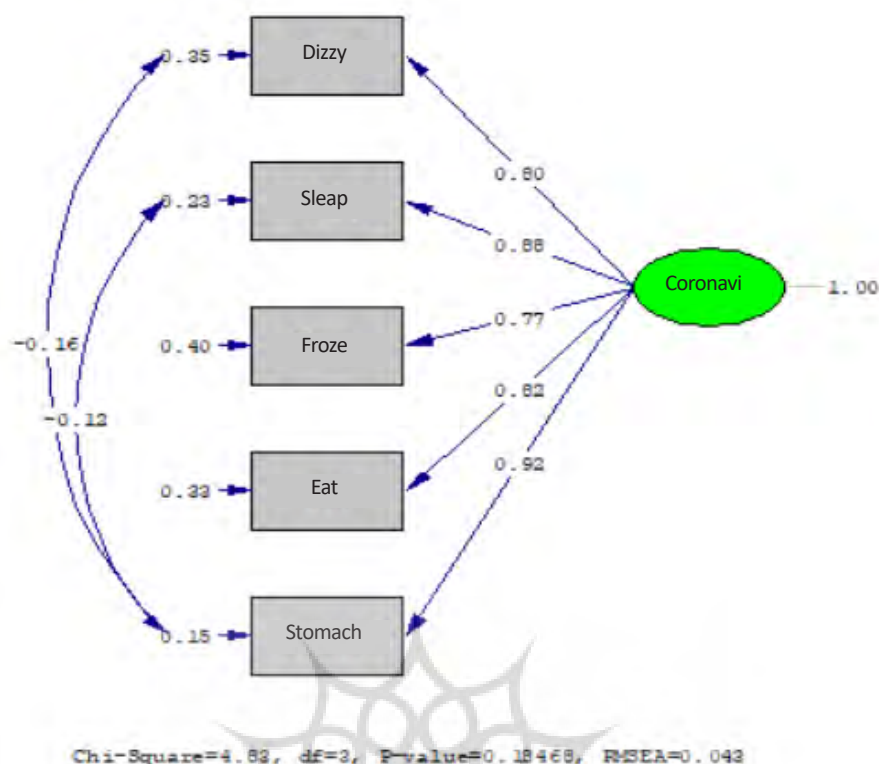 0.35 Dizzy
0.80
Sleap
0.23
0.88
Coronavi 1.00
0.77
-0.16 0.40 Froze
0.82
-0.12
0.92
0.33 Eat
0.15 Stomach
Chi-Square=4.83, df=3, P-value=0.18468, RMSEA=0.043